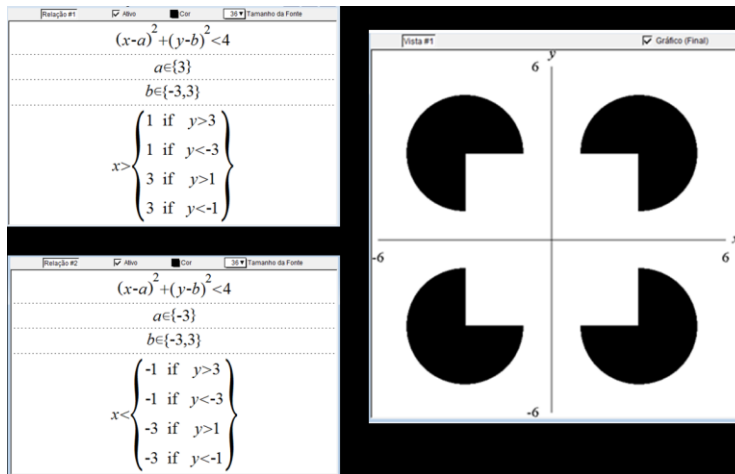 Relação #1 Ativo Cor 36 Tamanho da Fonte
(x-a)²+(y-b)²<4
a∈{3}
b∈{-3,3}
x>{1 if y>3
1 if y<-3
3 if y>1
3 if y<-1}
Relação #2 Ativo Cor 36 Tamanho da Fonte
(x-a)²+(y-b)²<4
a∈{-3}
b∈{-3,3}
x<{-1 if y>3
-1 if y<-3
-3 if y>1
-3 if y<-1}
Vista #1 Gráfico (Final)
y
6
x
-6 6
-6